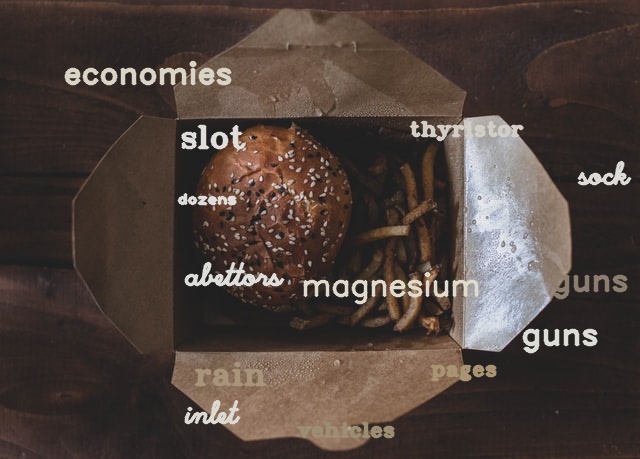 economies
thyristor
slot
sock
dozens
abettors
guns
magnesium
guns
pages
rain
inlet
vehicles